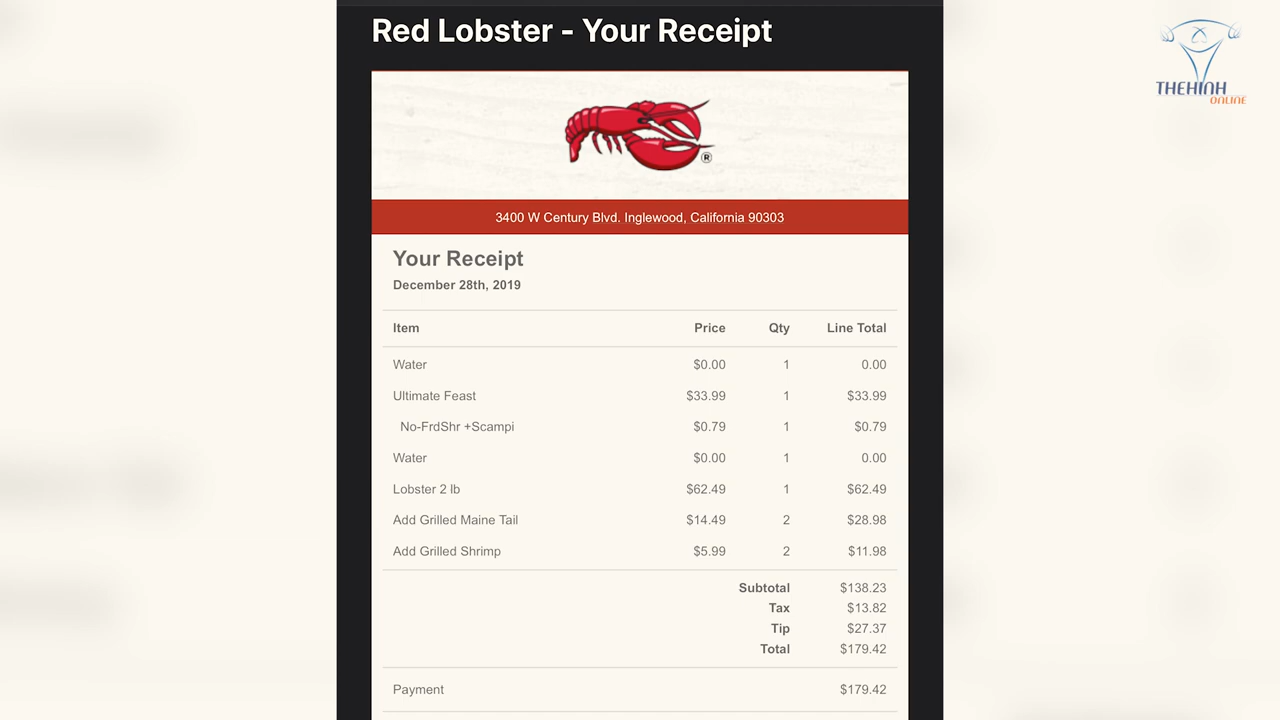 Red Lobster - Your Receipt
THEHINH
ONLINE
®
3400 W Century Blvd. Inglewood, California 90303
Your Receipt
December 28th, 2019
Item Price Qty Line Total
Water $0.00 1 0.00
Ultimate Feast $33.99 1 $33.99
No-FrdShr +Scampi $0.79 1 $0.79
Water $0.00 1 0.00
Lobster 2 lb $62.49 1 $62.49
Add Grilled Maine Tail $14.49 2 $28.98
Add Grilled Shrimp $5.99 2 $11.98
Subtotal $138.23
Tax $13.82
Tip $27.37
Total $179.42
Payment $179.42